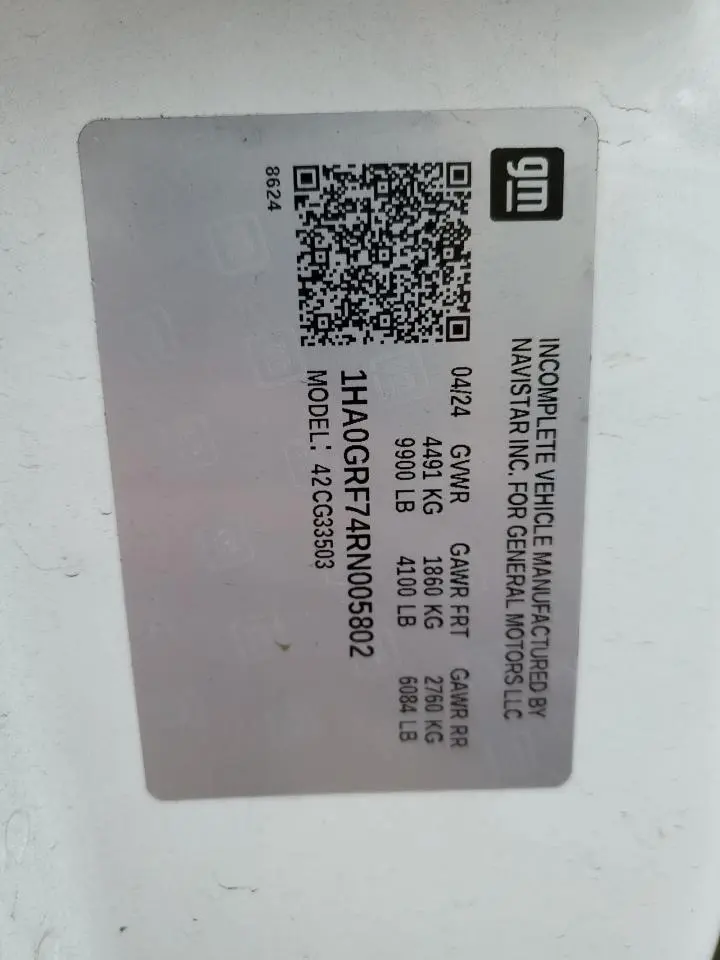 gm
INCOMPLETE VEHICLE MANUFACTURED BY
NAVISTAR INC. FOR GENERAL MOTORS LLC
04/24 GVWR GAWR FRT GAWR RR
4491 KG 1860 KG 2760 KG
9900 LB 4100 LB 6084 LB
1HA0GRF74RN005802
MODEL: 42CG33503
8624